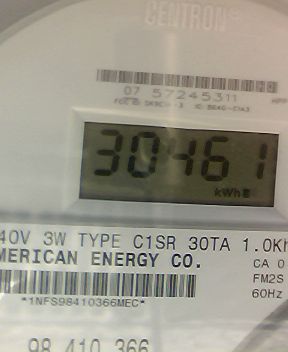 CENTRON®
07 57245311
30461
kWh
40V 3W TYPE C1SR 30TA 1.0Kh
MERICAN ENERGY CO.
CA 0
FM2S
60Hz
*1NFS98410366MEC*
98 410 366